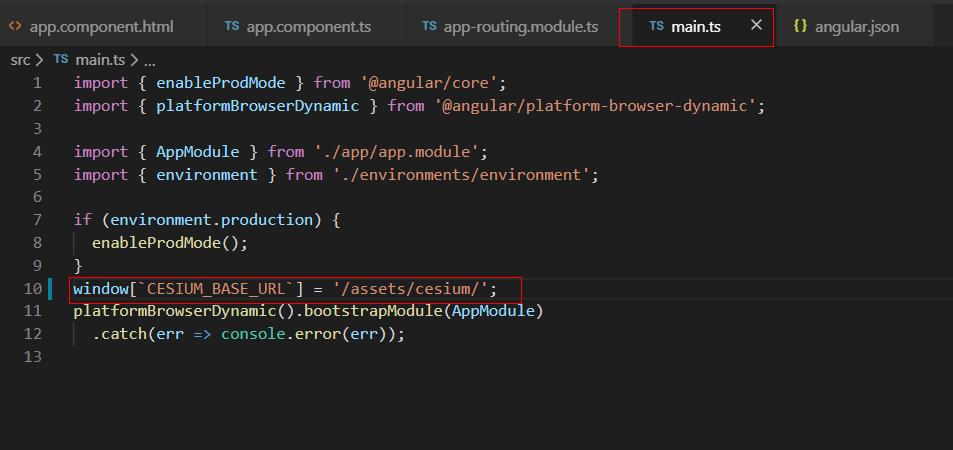 <> app.component.html TS app.component.ts TS app-routing.module.ts TS main.ts × {} angular.json
src > TS main.ts > ...
1 import { enableProdMode } from '@angular/core';
2 import { platformBrowserDynamic } from '@angular/platform-browser-dynamic';
3
4 import { AppModule } from './app/app.module';
5 import { environment } from './environments/environment';
6
7 if (environment.production) {
8   enableProdMode();
9 }
10 window[`CESIUM_BASE_URL`] = '/assets/cesium/';
11 platformBrowserDynamic().bootstrapModule(AppModule)
12   .catch(err => console.error(err));
13